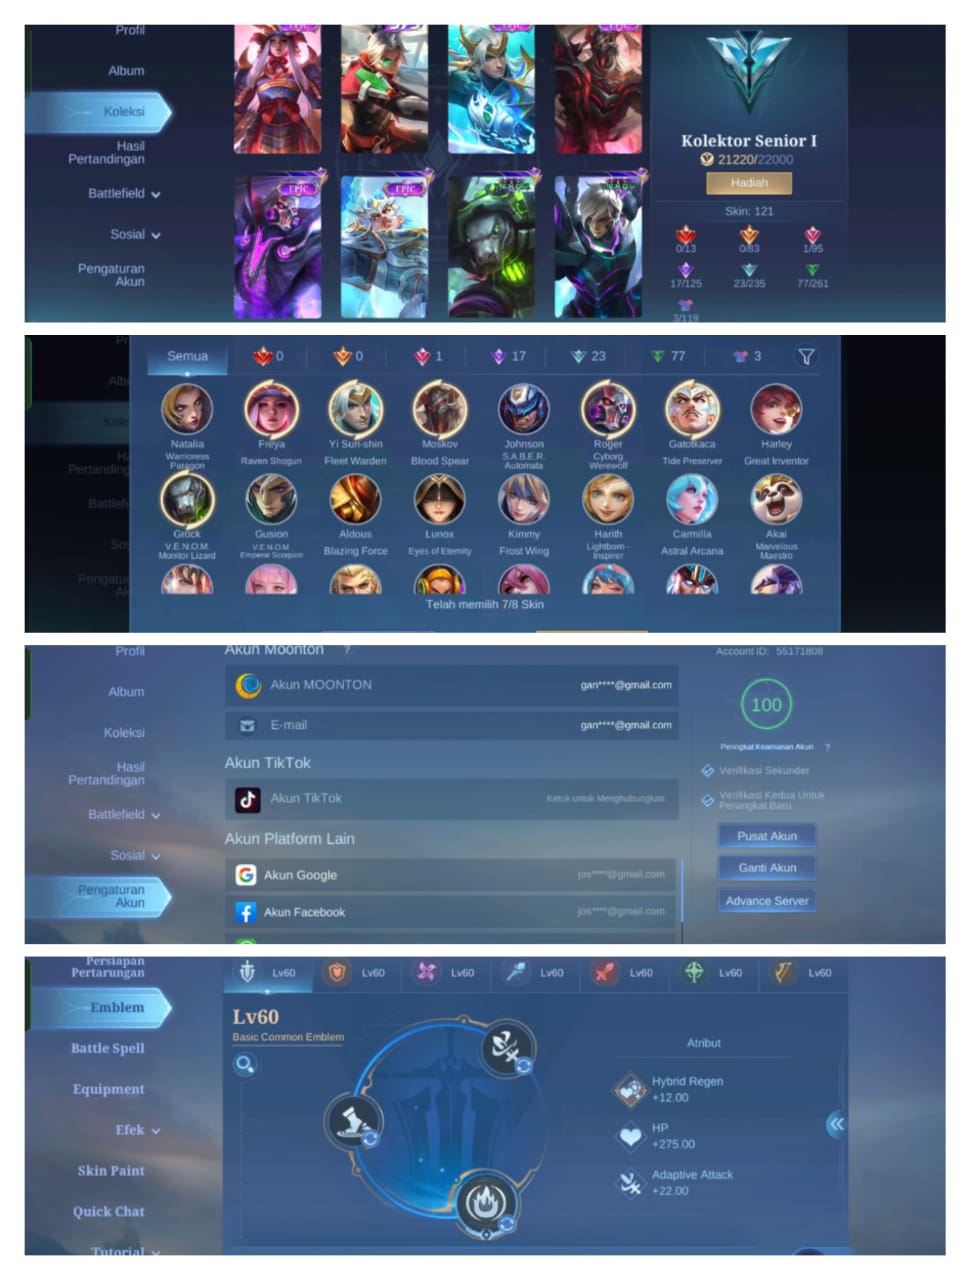 Profil
Album
Koleksi
Hasil
Pertandingan
Battlefield
Sosial
Pengaturan
Akun
EPIC
EPIC
Kolektor Senior I
21220/22000
Hadiah
Skin: 121
0/13
0/83
1/95
17/125
23/235
77/261
3/119
Semua
0
0
1
17
23
77
3
Natalia
Freya
Yi Sun-shin
Moskov
Johnson
Roger
Gatotkaca
Harley
Warrioress
Paragon
Raven Shogun
Fleet Warden
Blood Spear
S.A.B.E.R.
Automata
Cyborg
Werewolf
Tide Preserver
Great Inventor
Grock
Gusion
Aldous
Lunox
Kimmy
Harith
Carmilla
Akai
V.E.N.O.M.
Monitor Lizard
V.E.N.O.M
Emperor Scorpion
Blazing Force
Eyes of Eternity
Frost Wing
Lightborn -
Inspirer
Astral Arcana
Marvelous
Maestro
Telah memilih 7/8 Skin
Profil
Album
Koleksi
Hasil
Pertandingan
Battlefield
Sosial
Pengaturan
Akun
Akun Moonton ?
Akun MOONTON gan****@gmail.com
E-mail gan****@gmail.com
Akun TikTok
Akun TikTok Ketuk untuk Menghubungkan
Akun Platform Lain
Akun Google jos****@gmail.com
Akun Facebook jos****@gmail.com
Account ID: 55171808
100
Peringkat Keamanan Akun ?
Verifikasi Sekunder
Verifikasi Kedua Untuk
Perangkat Baru
Pusat Akun
Ganti Akun
Advance Server
Persiapan
Pertarungan
Emblem
Battle Spell
Equipment
Efek
Skin Paint
Quick Chat
Tutorial
Lv60
Lv60
Lv60
Lv60
Lv60
Lv60
Lv60
Lv60
Basic Common Emblem
Atribut
Hybrid Regen
+12.00
HP
+275.00
Adaptive Attack
+22.00